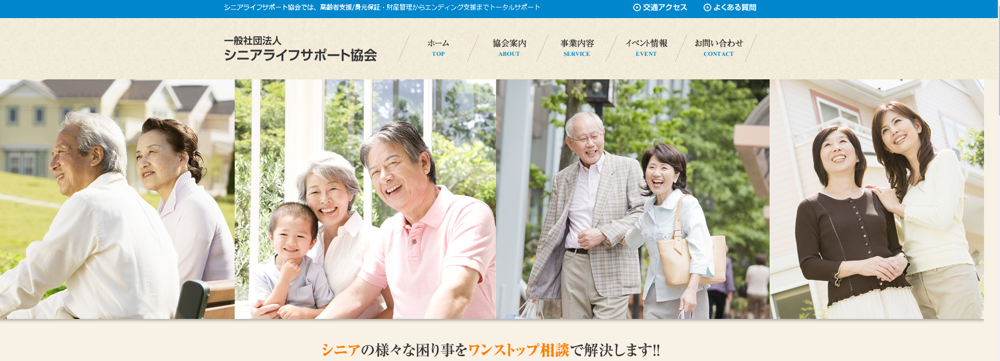 シニアライフサポート協会では、高齢者支援/身元保証・財産管理からエンディング支援までトータルサポート
交通アクセス
よくある質問
一般社団法人
シニアライフサポート協会
ホーム
TOP
協会案内
ABOUT
事業内容
SERVICE
イベント情報
EVENT
お問い合わせ
CONTACT
シニアの様々な困り事をワンストップ相談で解決します!!